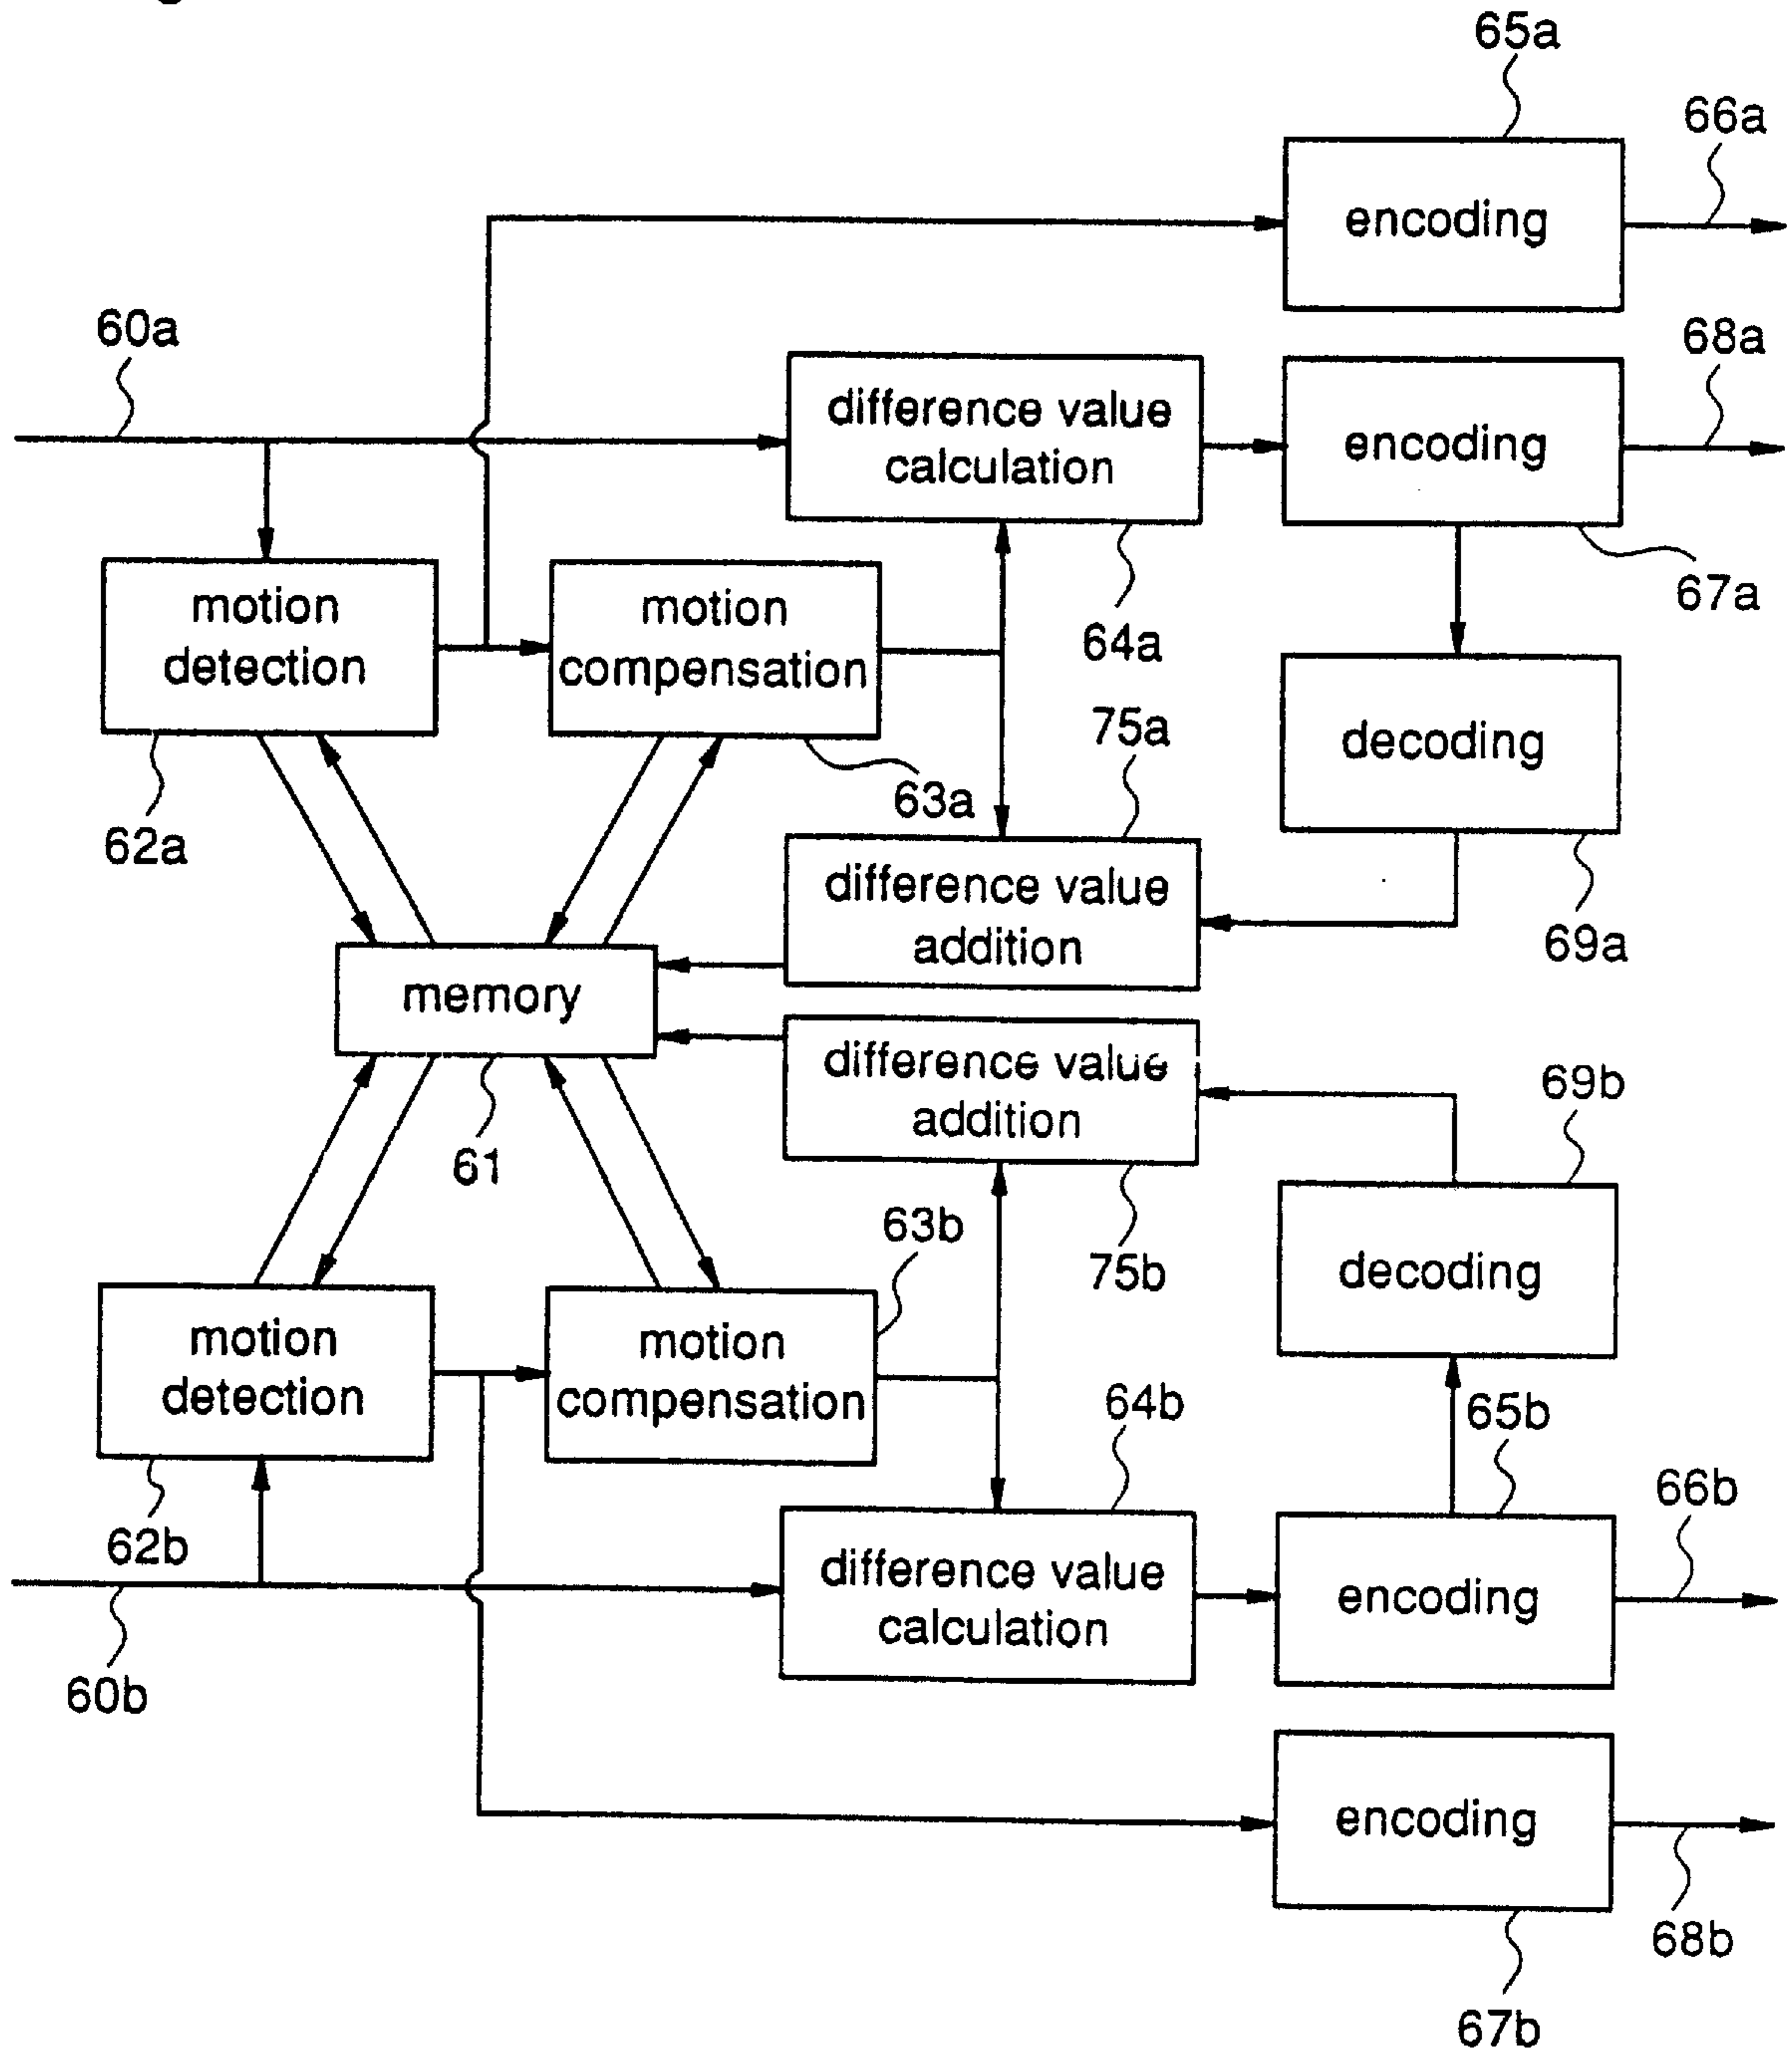 65a
66a
encoding
60a
68a
difference value
calculation
encoding
67a
motion
detection
motion
compensation
64a
75a
decoding
63a
62a
difference value
addition
69a
memory
difference value
addition
69b
61
63b
75b
decoding
motion
detection
motion
compensation
64b
65b
66b
62b
difference value
calculation
encoding
60b
encoding
68b
67b